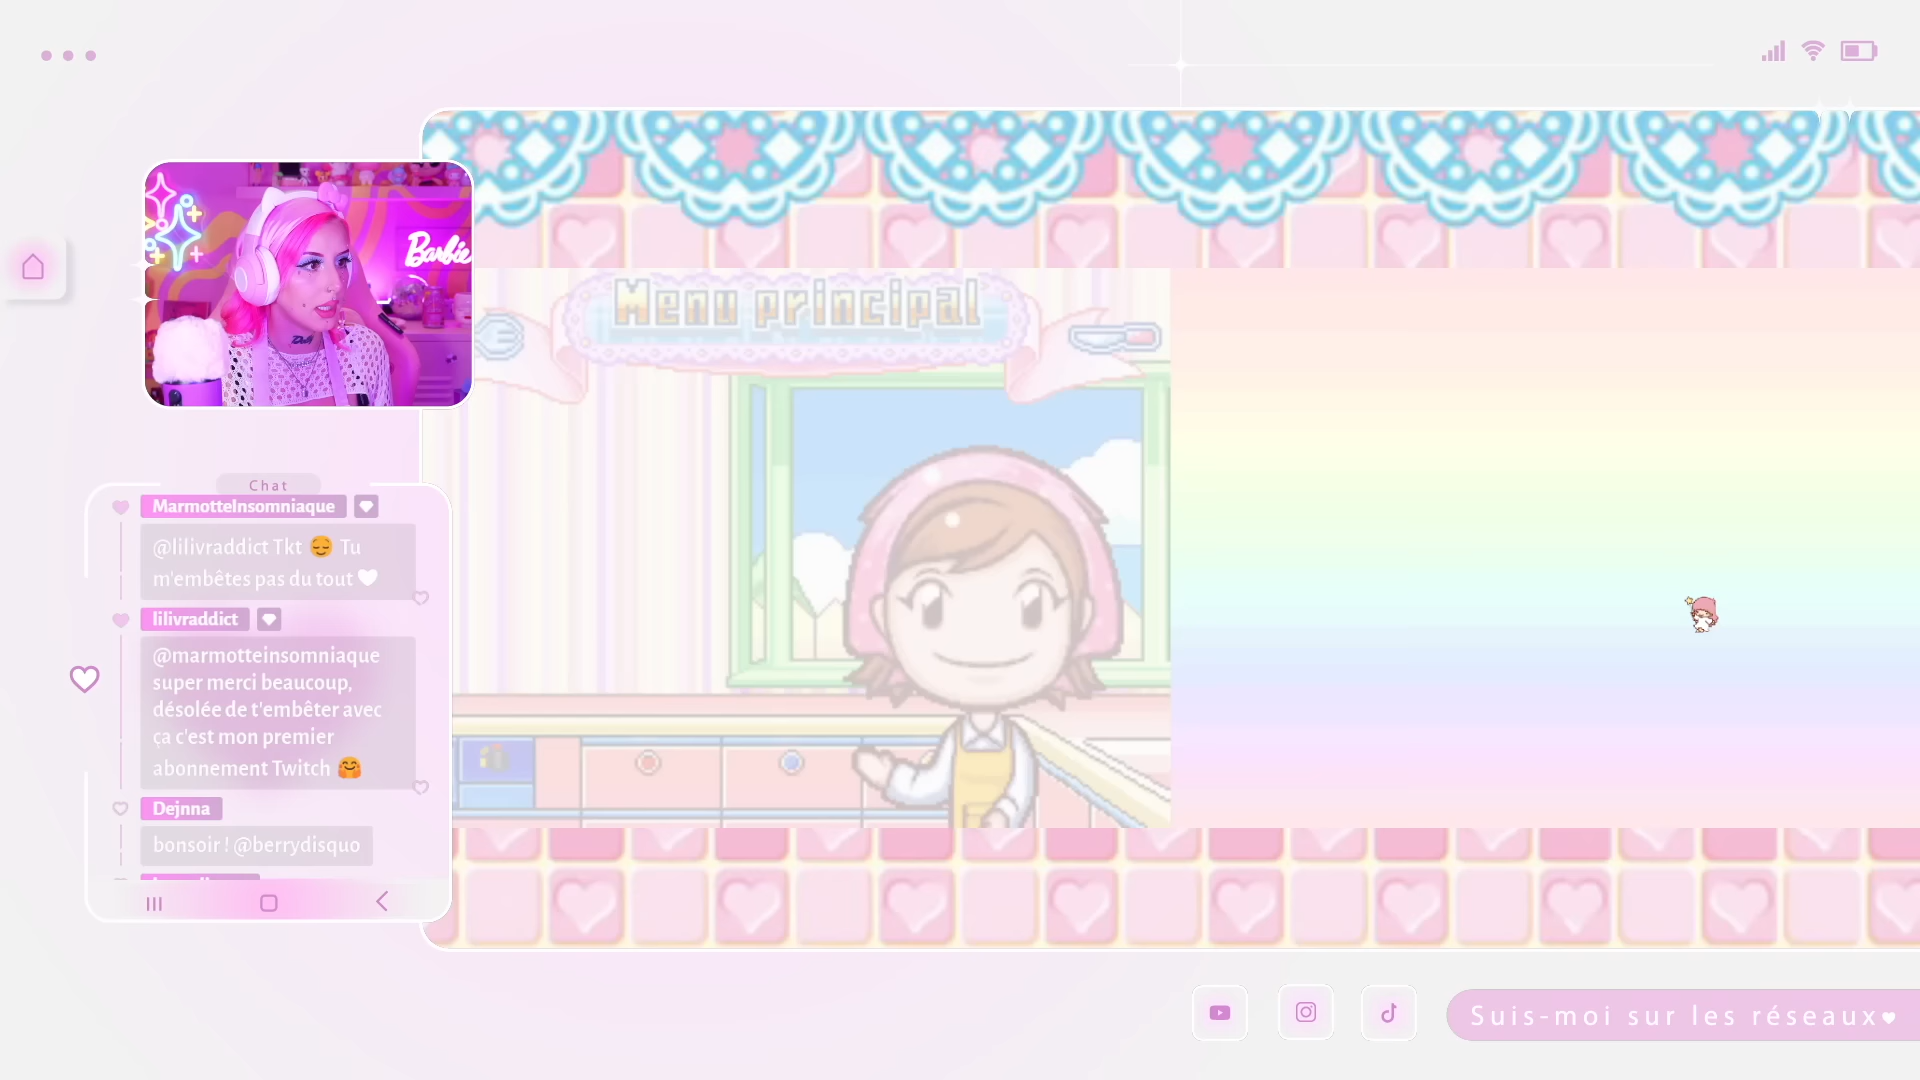 Menu principal
Barbie
Chat
MarmotteInsomniaque
@lilivraddict Tkt 😌 Tu
m'embêtes pas du tout 🤍
lilivraddict
@marmotteinsomniaque
super merci beaucoup,
désolée de t'embêter avec
ça c'est mon premier
abonnement Twitch 🤗
Dejnna
bonsoir ! @berrydisquo
Suis-moi sur les réseaux♥